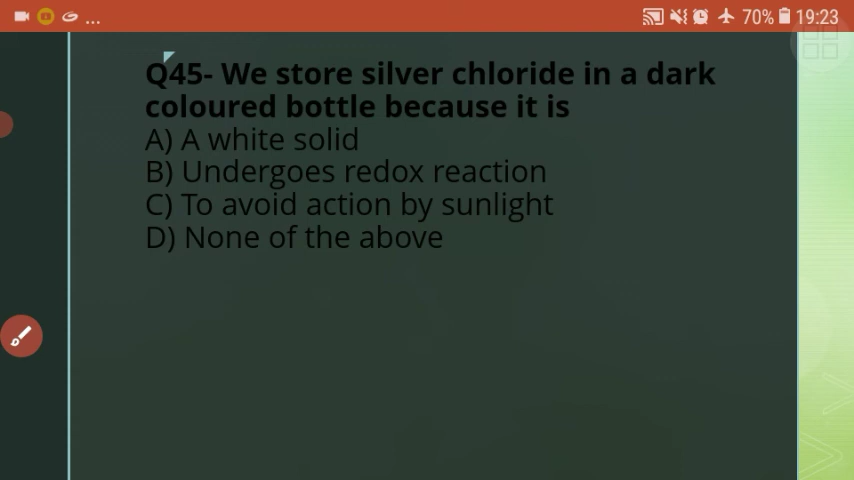 ... 70% 19:23
Q45- We store silver chloride in a dark
coloured bottle because it is
A) A white solid
B) Undergoes redox reaction
C) To avoid action by sunlight
D) None of the above